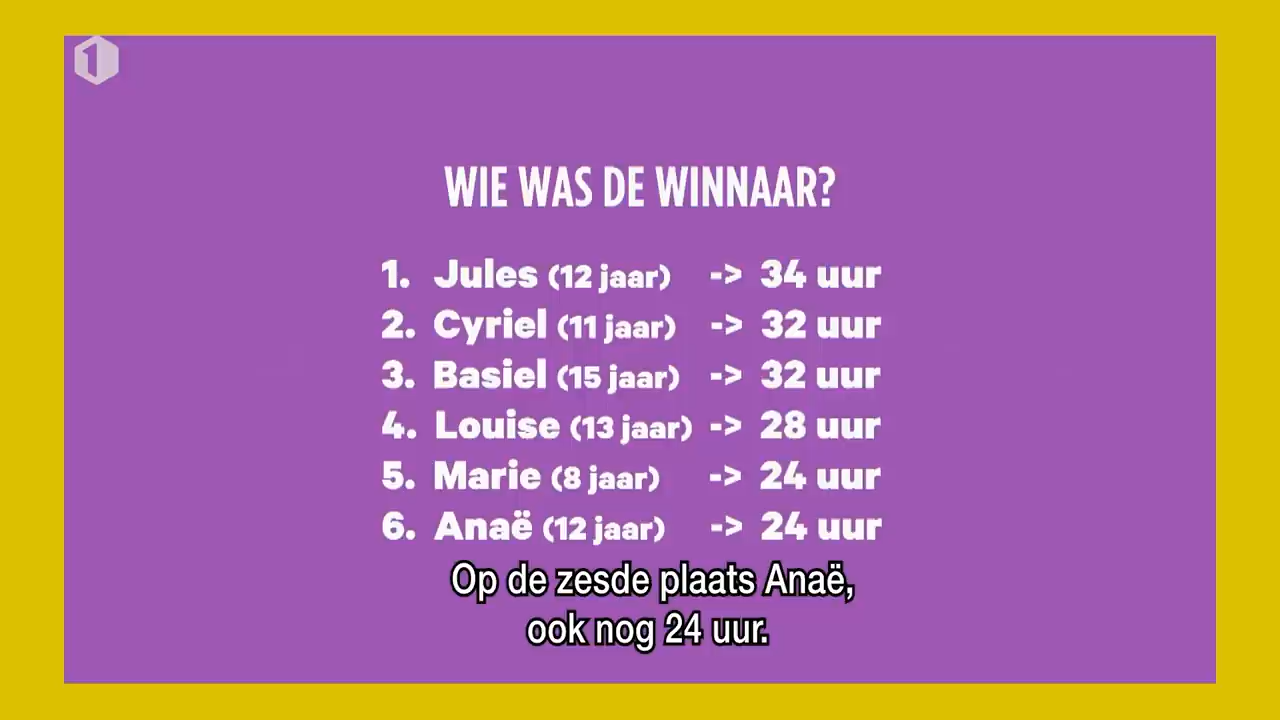 1
WIE WAS DE WINNAAR?
1. Jules (12 jaar) -> 34 uur
2. Cyriel (11 jaar) -> 32 uur
3. Basiel (15 jaar) -> 32 uur
4. Louise (13 jaar) -> 28 uur
5. Marie (8 jaar) -> 24 uur
6. Anaë (12 jaar) -> 24 uur
Op de zesde plaats Anaë,
ook nog 24 uur.